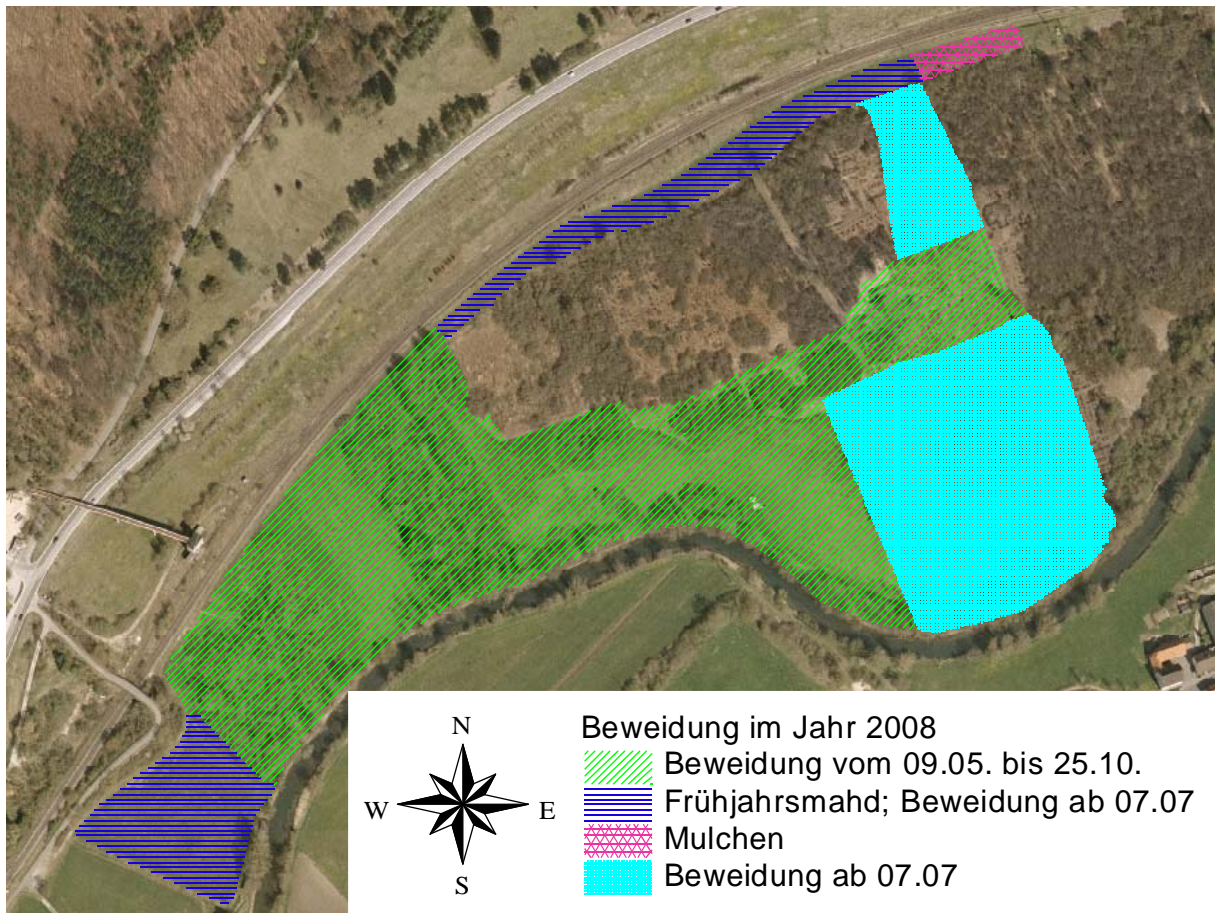 Beweidung im Jahr 2008
Beweidung vom 09.05. bis 25.10.
Frühjahrsmahd; Beweidung ab 07.07
Mulchen
Beweidung ab 07.07
N
W
E
S